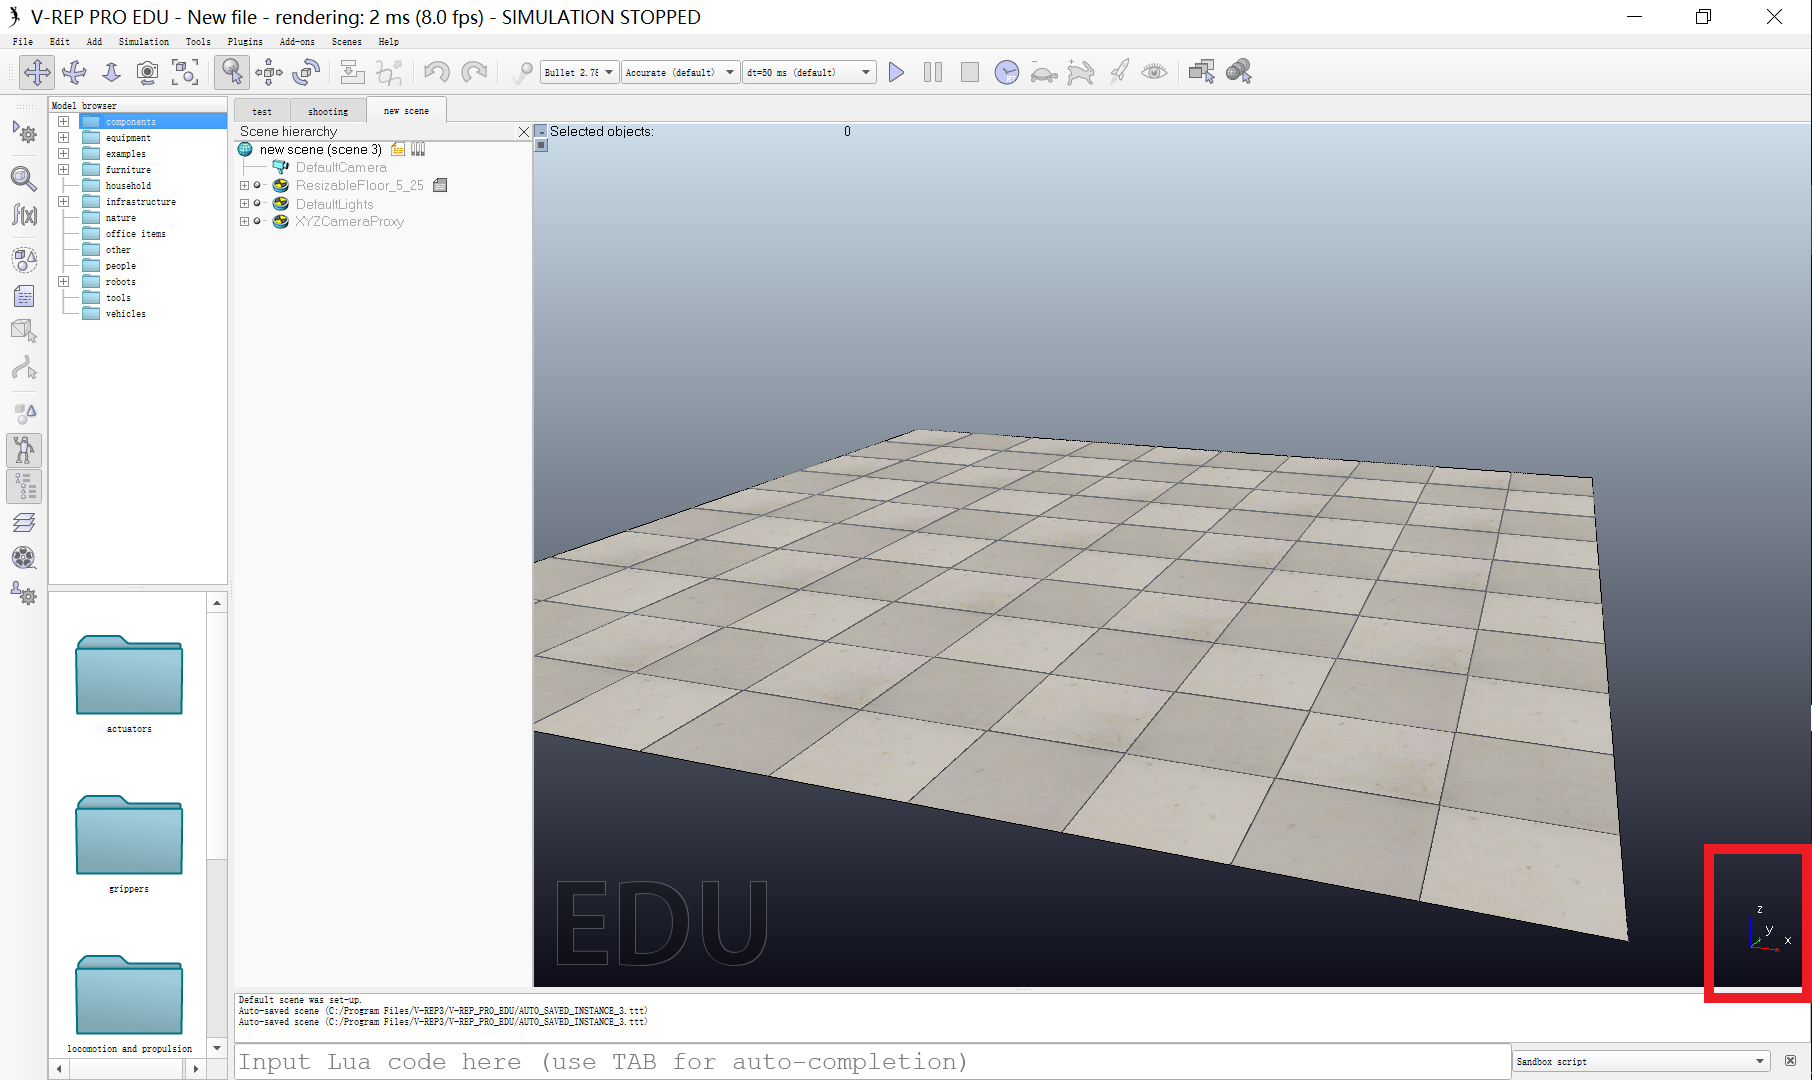 V-REP PRO EDU - New file - rendering: 2 ms (8.0 fps) - SIMULATION STOPPED
File Edit Add Simulation Tools Plugins Add-ons Scenes Help
Bullet 2.78 Accurate (default) dt=50 ms (default)
Model browser
components
equipment
examples
furniture
household
infrastructure
nature
office items
other
people
robots
tools
vehicles
actuators
grippers
locomotion and propulsion
test shooting new scene
Scene hierarchy
new scene (scene 3)
DefaultCamera
ResizableFloor_5_25
DefaultLights
XYZCameraProxy
Selected objects: 0
EDU
z
y
x
Default scene was set-up.
Auto-saved scene (C:/Program Files/V-REP3/V-REP_PRO_EDU/AUTO_SAVED_INSTANCE_3.ttt)
Auto-saved scene (C:/Program Files/V-REP3/V-REP_PRO_EDU/AUTO_SAVED_INSTANCE_3.ttt)
Input Lua code here (use TAB for auto-completion)
Sandbox script